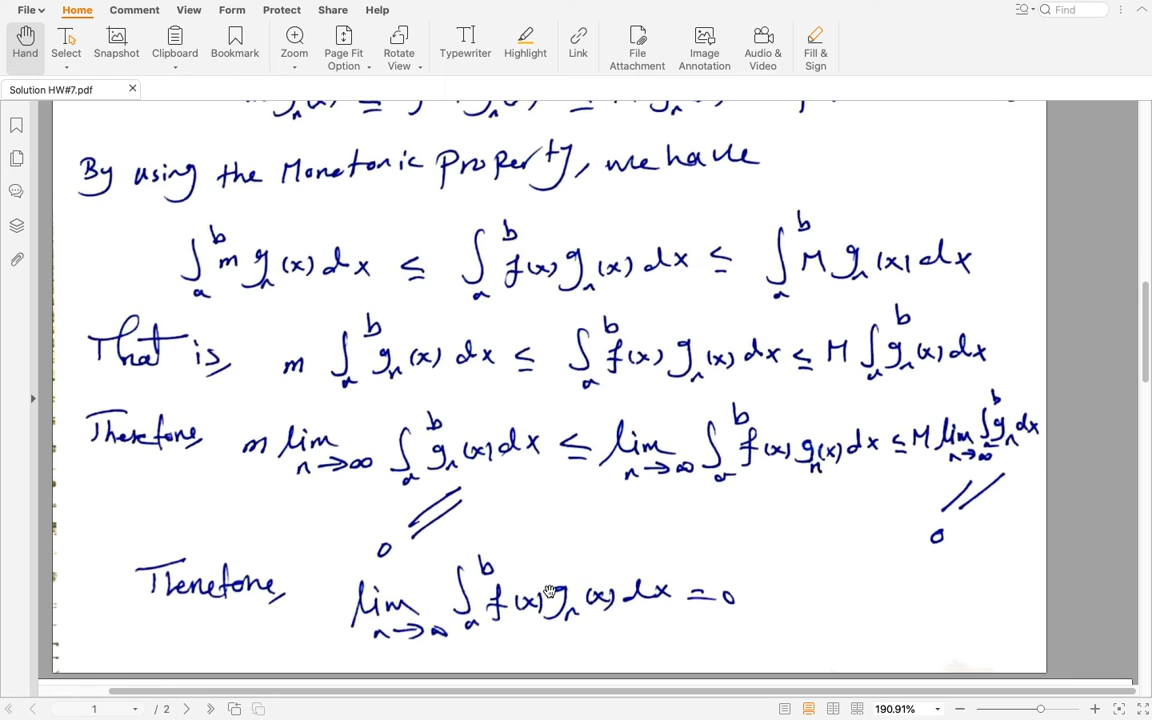 File Home Comment View Form Protect Share Help Find
Hand Select Snapshot Clipboard Bookmark Zoom Page Fit Option Rotate View Typewriter Highlight Link File Attachment Image Annotation Audio & Video Fill & Sign
Solution HW#7.pdf
By using the Monotonic Property, we have
∫_a^b m g_n(x) dx ≤ ∫_a^b f(x) g_n(x) dx ≤ ∫_a^b M g_n(x) dx
That is, m ∫_a^b g_n(x) dx ≤ ∫_a^b f(x) g_n(x) dx ≤ M ∫_a^b g_n(x) dx
Therefore, m lim_{n→∞} ∫_a^b g_n(x) dx ≤ lim_{n→∞} ∫_a^b f(x) g_n(x) dx ≤ M lim_{n→∞} ∫_a^b g_n dx
0 0
Therefore, lim_{n→∞} ∫_a^b f(x) g_n(x) dx = 0
1 / 2 190.91%